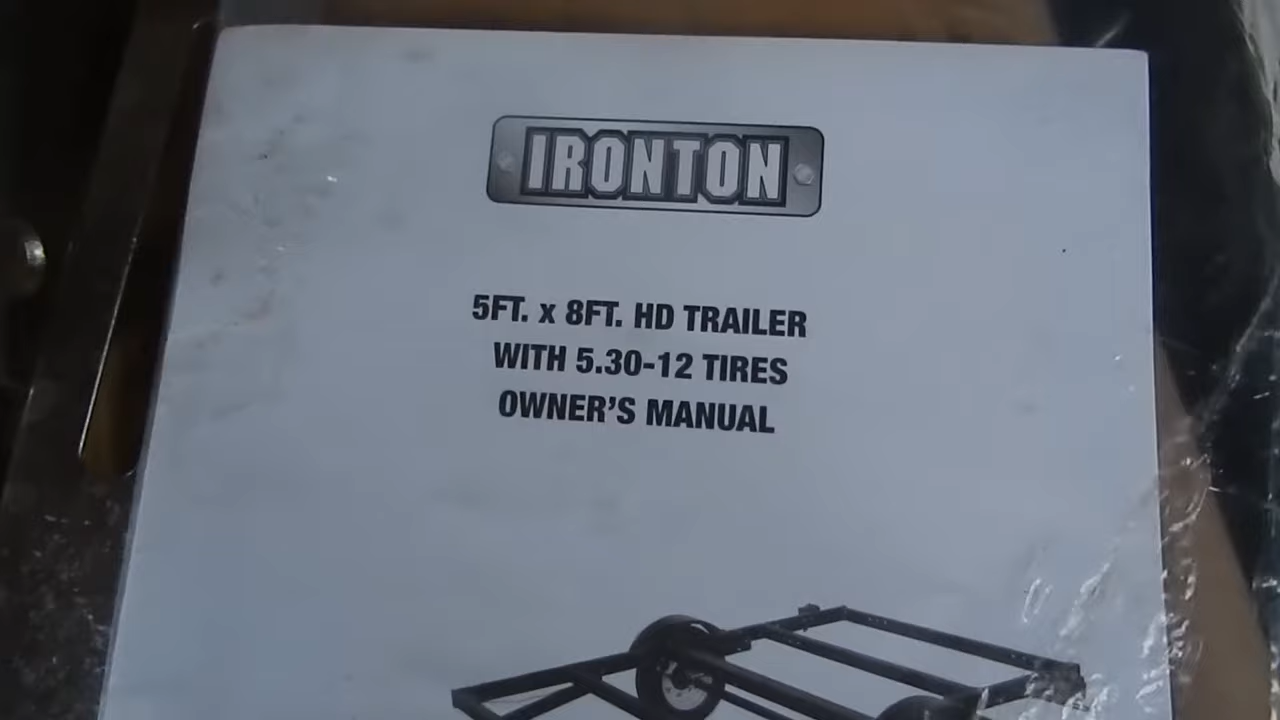 IRONTON
5FT. x 8FT. HD TRAILER
WITH 5.30-12 TIRES
OWNER'S MANUAL